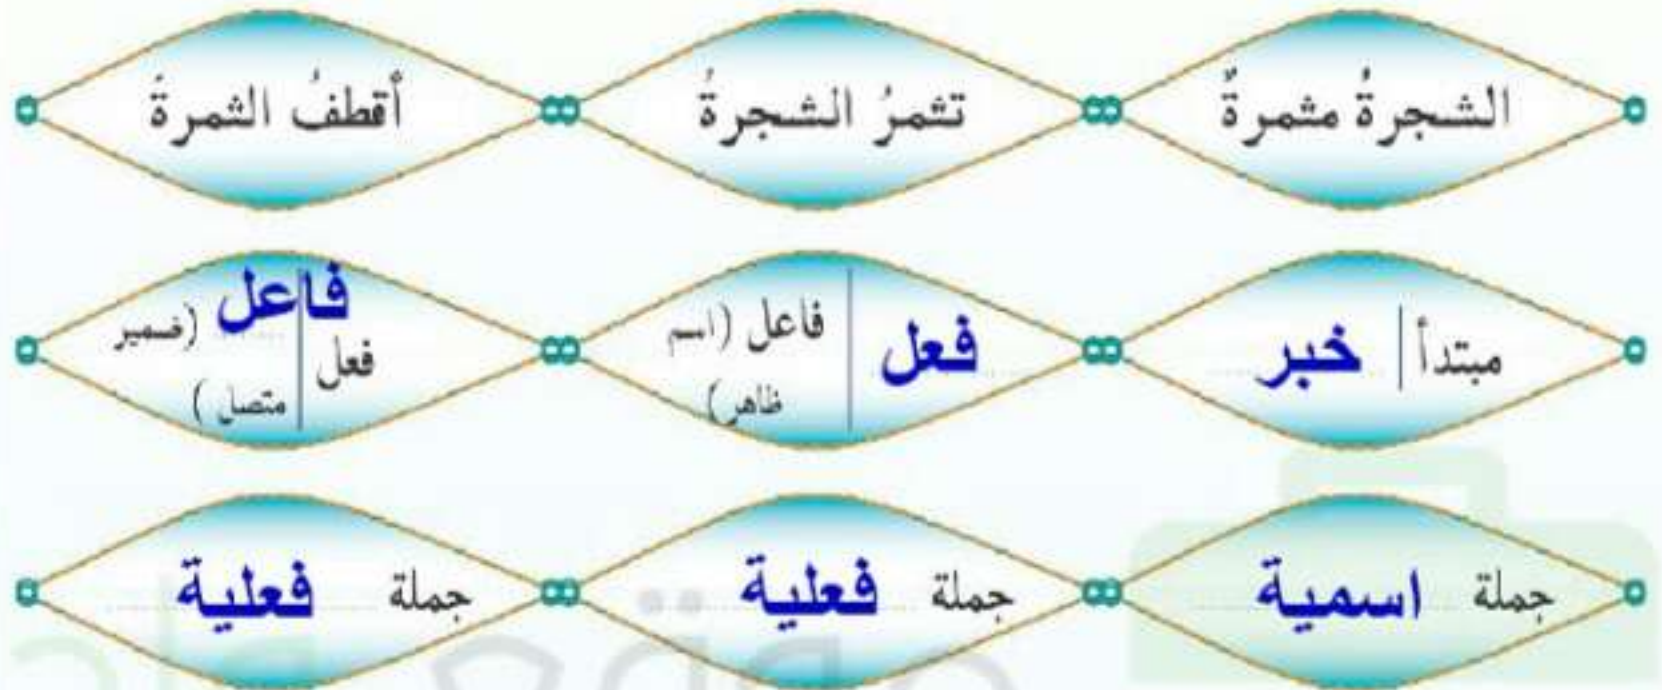 الشجرةُ مثمرةٌ
تثمرُ الشجرةُ
أقطفُ الثمرةَ
مبتدأ | خبر
فعل | فاعل (اسم
ظاهر)
فاعل
فعل | (ضمير
متصل)
جملة اسمية
جملة فعلية
جملة فعلية